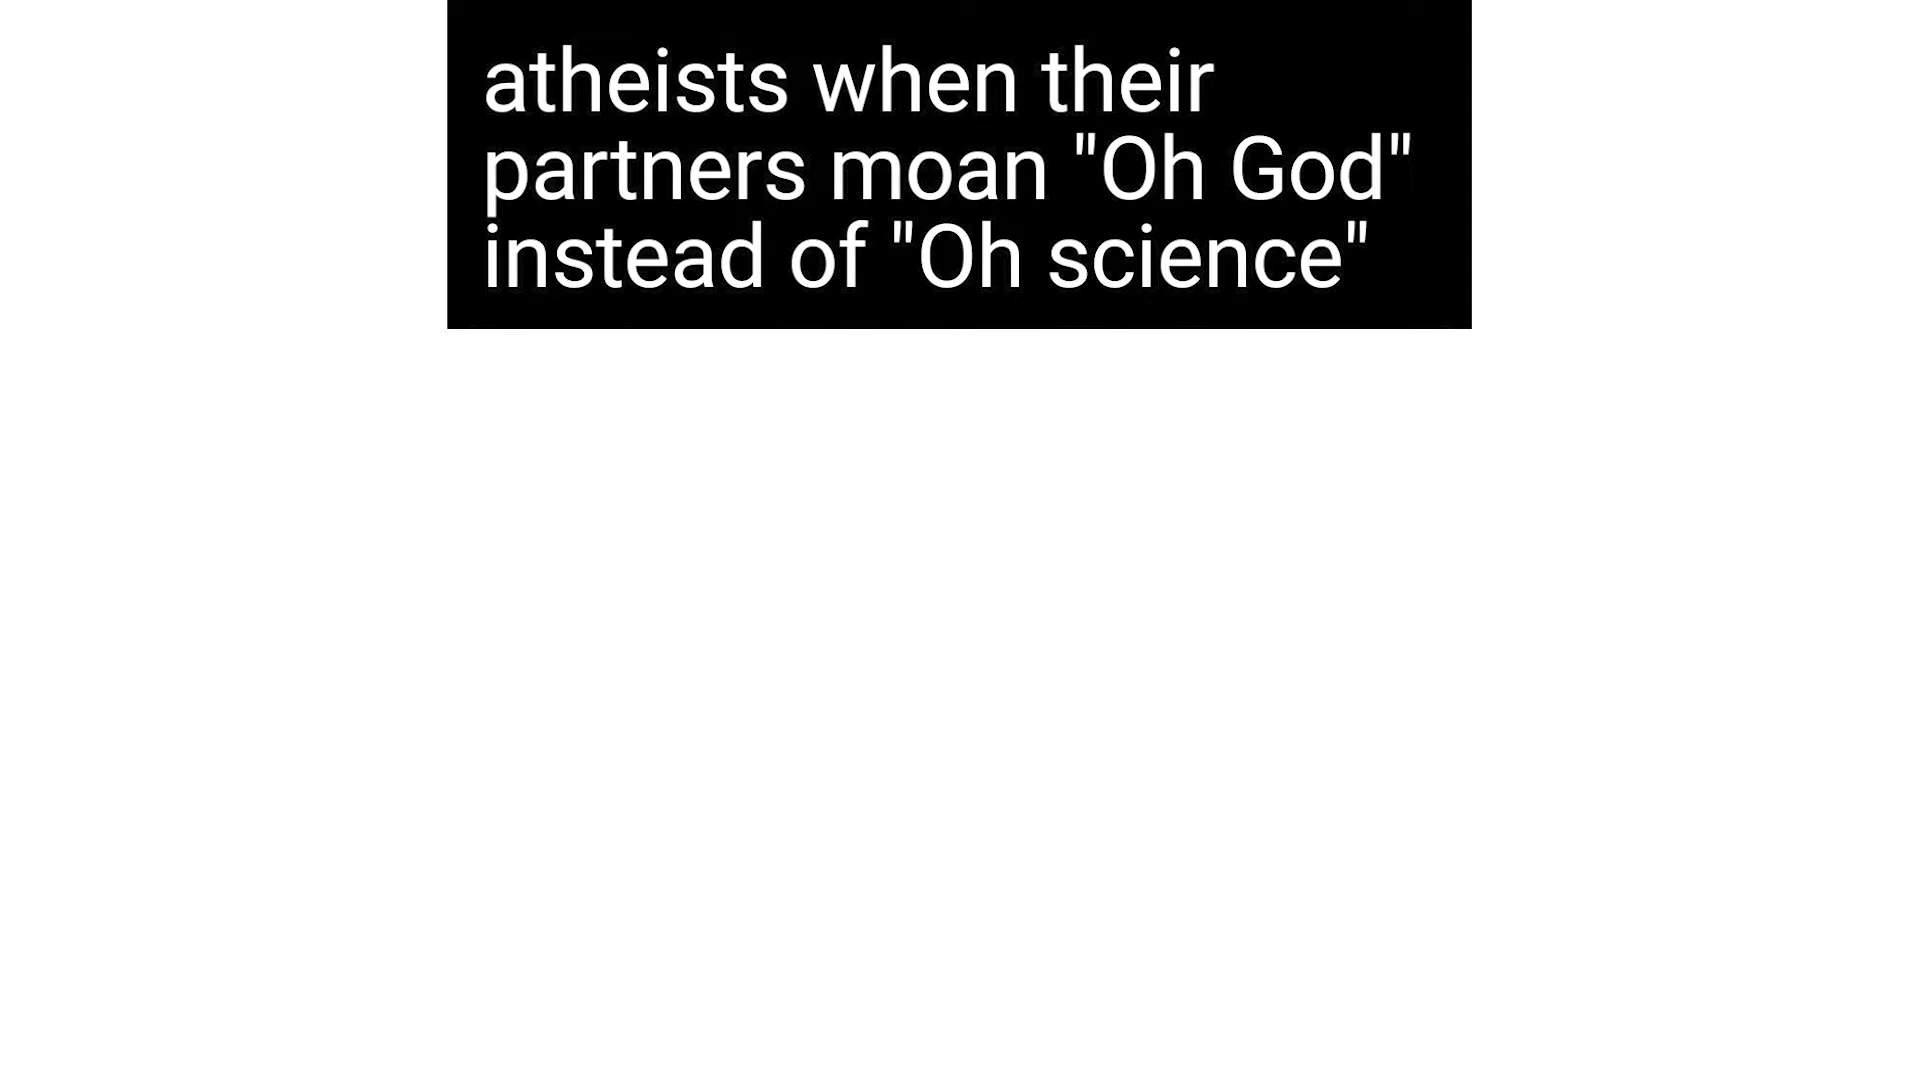 atheists when their
partners moan "Oh God"
instead of "Oh science"